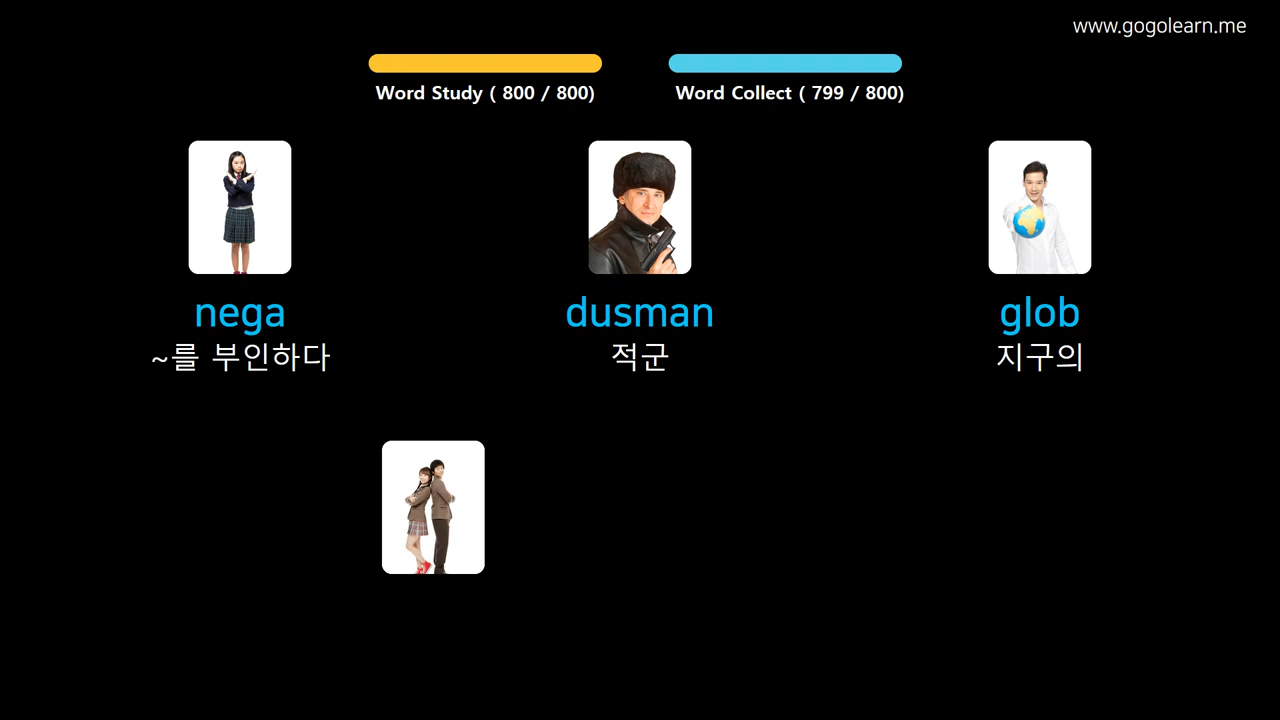 www.gogolearn.me
Word Study ( 800 / 800)
Word Collect ( 799 / 800)
nega
dusman
glob
~를 부인하다
적군
지구의